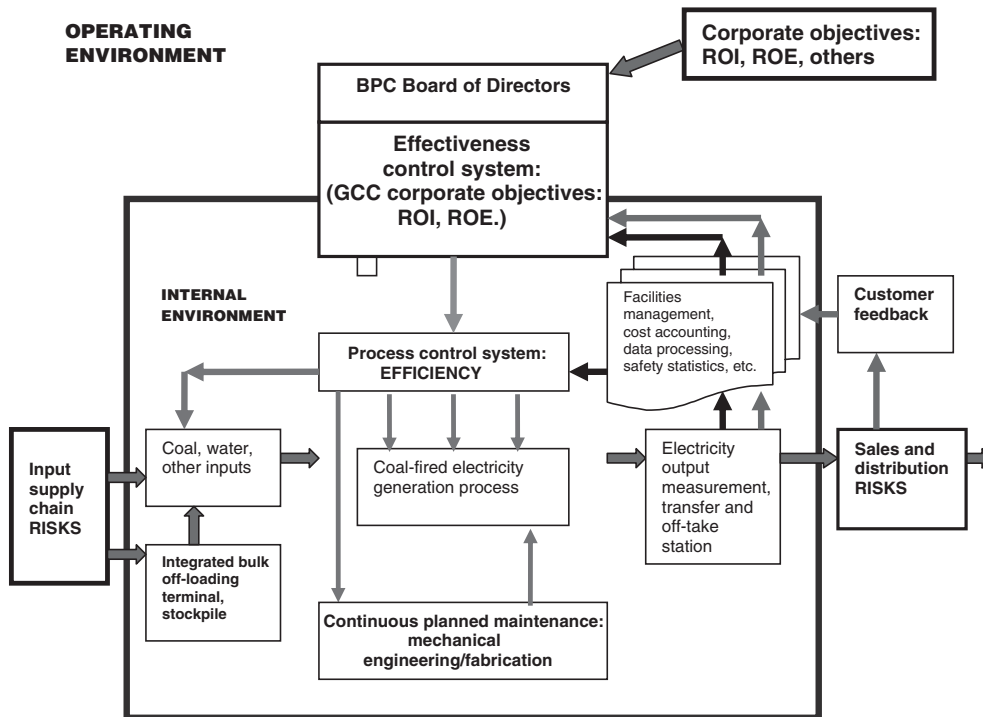 OPERATING
ENVIRONMENT
Corporate objectives:
ROI, ROE, others
BPC Board of Directors
Effectiveness
control system:
(GCC corporate objectives:
ROI, ROE.)
INTERNAL
ENVIRONMENT
Facilities
management,
cost accounting,
data processing,
safety statistics, etc.
Customer
feedback
Process control system:
EFFICIENCY
Input
supply
chain
RISKS
Coal, water,
other inputs
Coal-fired electricity
generation process
Electricity
output
measurement,
transfer and
off-take
station
Sales and
distribution
RISKS
Integrated bulk
off-loading
terminal,
stockpile
Continuous planned maintenance:
mechanical
engineering/fabrication